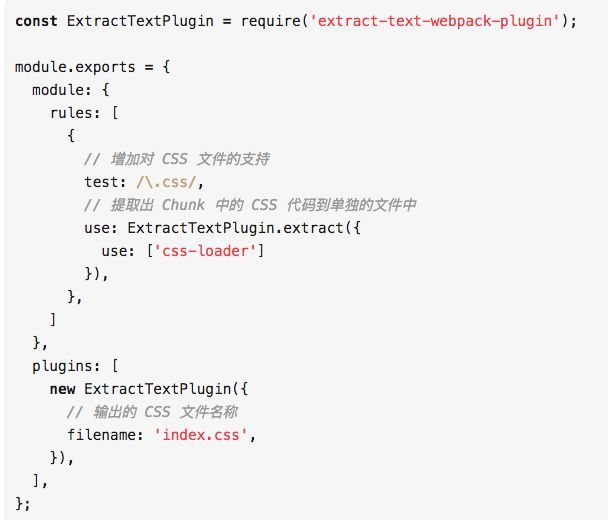 const ExtractTextPlugin = require('extract-text-webpack-plugin');

module.exports = {
  module: {
    rules: [
      {
        // 增加对 CSS 文件的支持
        test: /\.css/,
        // 提取出 Chunk 中的 CSS 代码到单独的文件中
        use: ExtractTextPlugin.extract({
          use: ['css-loader']
        }),
      },
    ]
  },
  plugins: [
    new ExtractTextPlugin({
      // 输出的 CSS 文件名称
      filename: 'index.css',
    }),
  ],
};